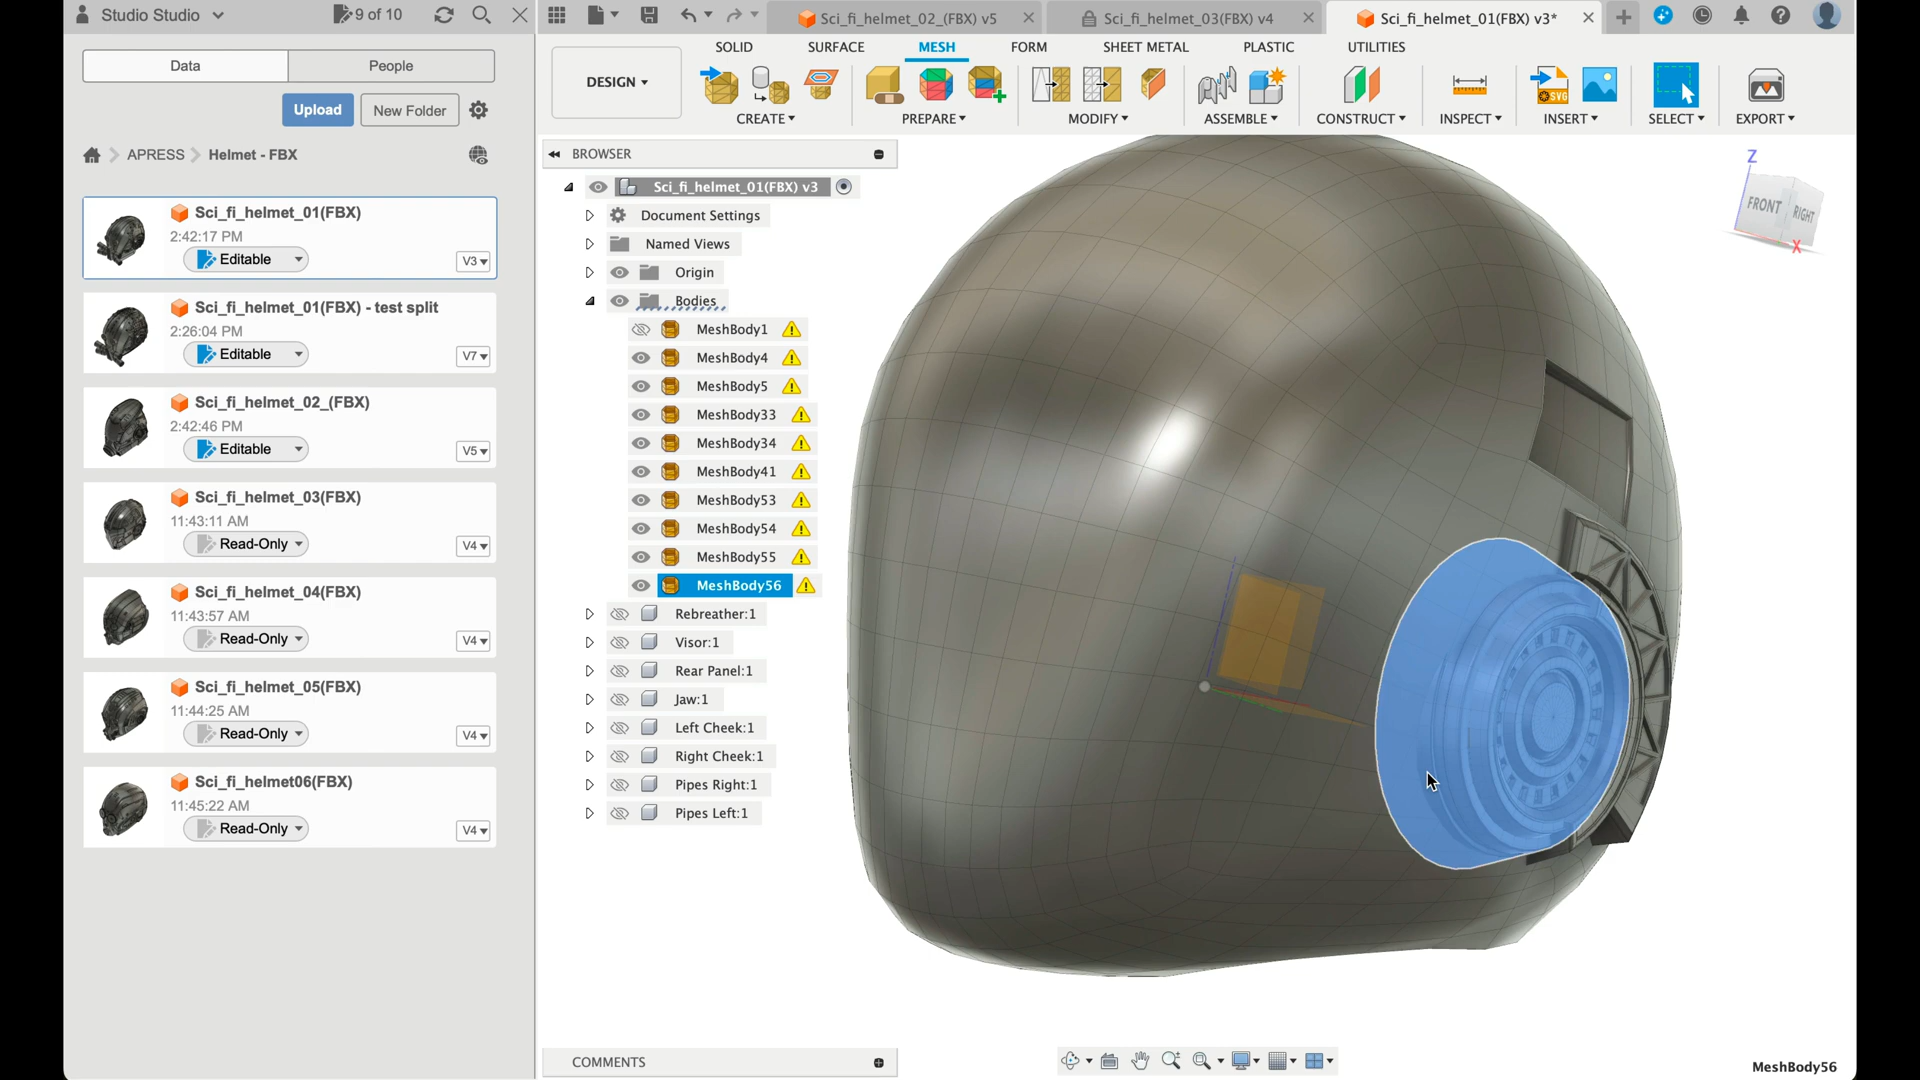 Studio Studio
9 of 10
Data
People
Upload
New Folder
APRESS
Helmet - FBX
Sci_fi_helmet_01(FBX)
2:42:17 PM
Editable
V3
Sci_fi_helmet_01(FBX) - test split
2:26:04 PM
Editable
V7
Sci_fi_helmet_02_(FBX)
2:42:46 PM
Editable
V5
Sci_fi_helmet_03(FBX)
11:43:11 AM
Read-Only
V4
Sci_fi_helmet_04(FBX)
11:43:57 AM
Read-Only
V4
Sci_fi_helmet_05(FBX)
11:44:25 AM
Read-Only
V4
Sci_fi_helmet06(FBX)
11:45:22 AM
Read-Only
V4
Sci_fi_helmet_02_(FBX) v5
Sci_fi_helmet_03(FBX) v4
Sci_fi_helmet_01(FBX) v3*
DESIGN
SOLID
SURFACE
MESH
FORM
SHEET METAL
PLASTIC
UTILITIES
CREATE
PREPARE
MODIFY
ASSEMBLE
CONSTRUCT
INSPECT
INSERT
SVG
SELECT
EXPORT
BROWSER
Sci_fi_helmet_01(FBX) v3
Document Settings
Named Views
Origin
Bodies
MeshBody1
MeshBody4
MeshBody5
MeshBody33
MeshBody34
MeshBody41
MeshBody53
MeshBody54
MeshBody55
MeshBody56
Rebreather:1
Visor:1
Rear Panel:1
Jaw:1
Left Cheek:1
Right Cheek:1
Pipes Right:1
Pipes Left:1
Z
FRONT
RIGHT
X
COMMENTS
MeshBody56